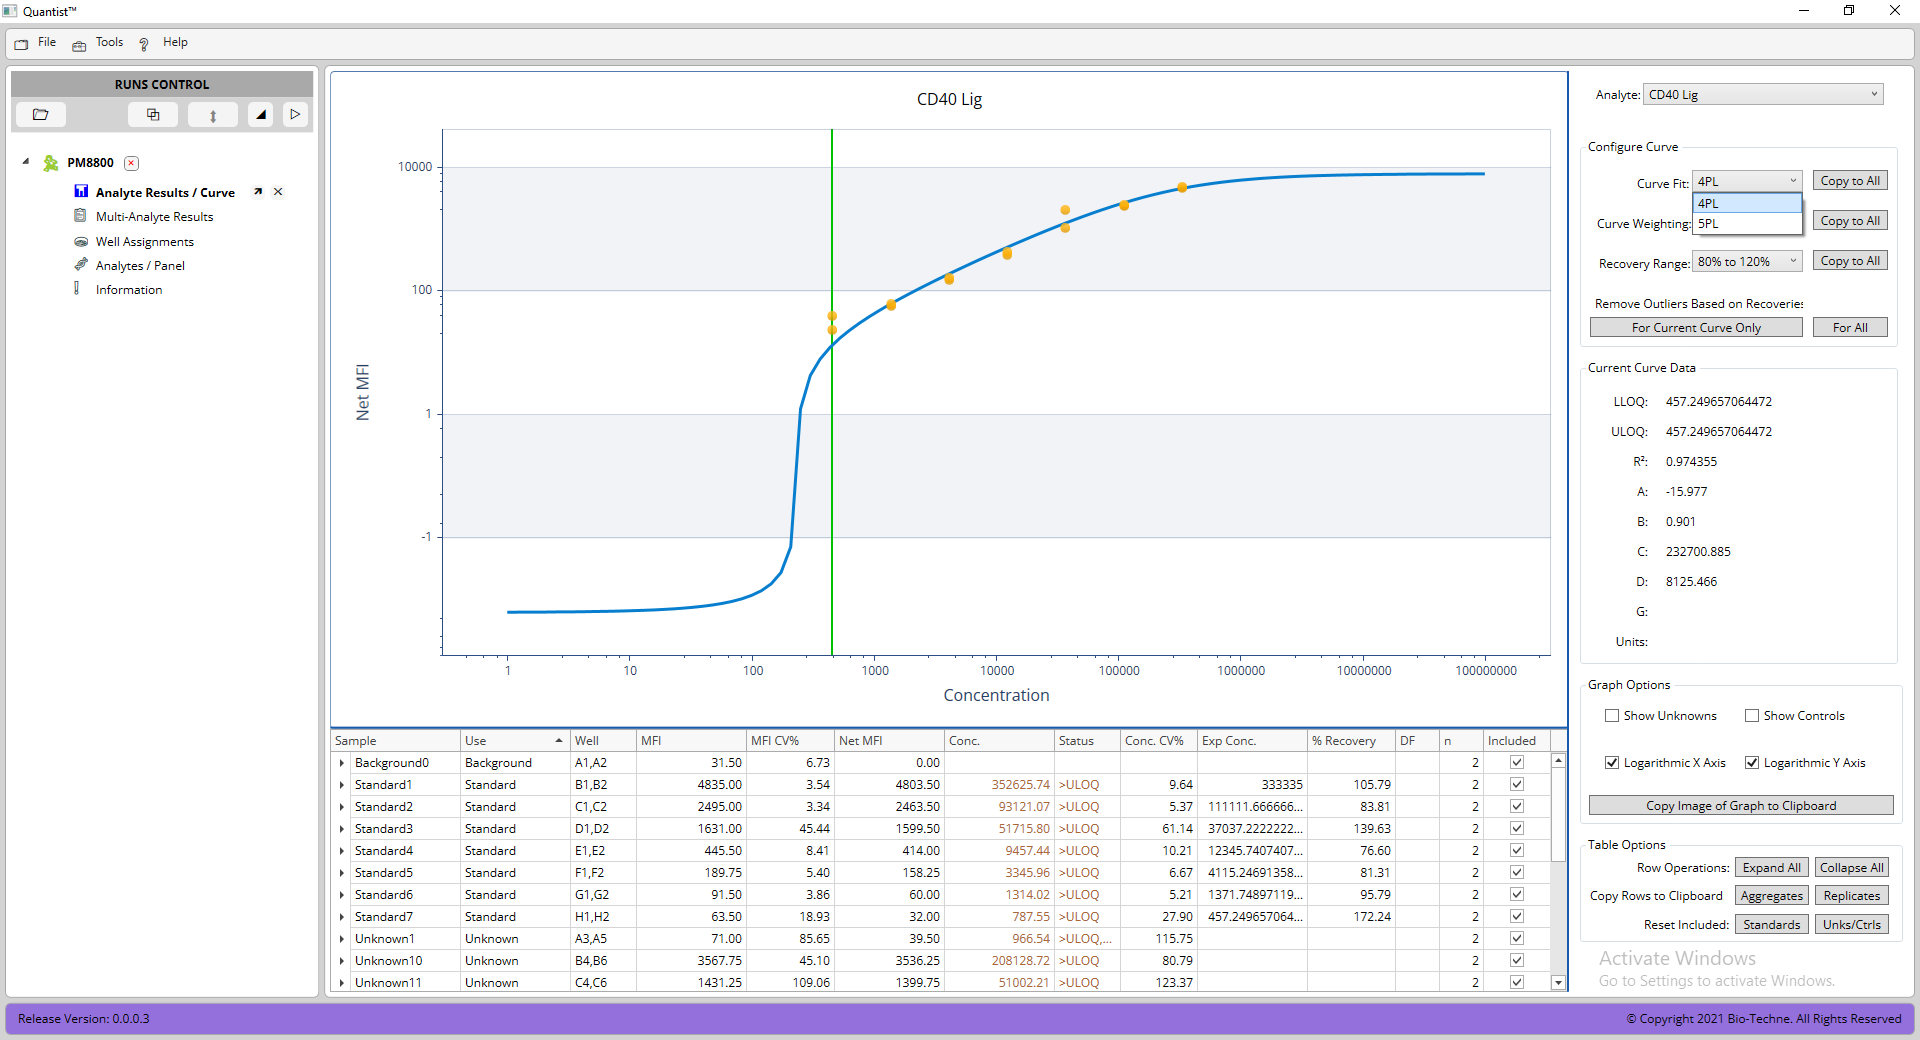 Quantist™
File Tools Help
RUNS CONTROL
PM8800
Analyte Results / Curve
Multi-Analyte Results
Well Assignments
Analytes / Panel
Information
CD40 Lig
10000
100
1
-1
Net MFI
1 10 100 1000 10000 100000 1000000 10000000 100000000
Concentration
Sample Use Well MFI MFI CV% Net MFI Conc. Status Conc. CV% Exp Conc. % Recovery DF n Included
Background0 Background A1,A2 31.50 6.73 0.00 2
Standard1 Standard B1,B2 4835.00 3.54 4803.50 352625.74 >ULOQ 9.64 333335 105.79 2
Standard2 Standard C1,C2 2495.00 3.34 2463.50 93121.07 >ULOQ 5.37 111111.666666... 83.81 2
Standard3 Standard D1,D2 1631.00 45.44 1599.50 51715.80 >ULOQ 61.14 37037.2222222... 139.63 2
Standard4 Standard E1,E2 445.50 8.41 414.00 9457.44 >ULOQ 10.21 12345.7407407... 76.60 2
Standard5 Standard F1,F2 189.75 5.40 158.25 3345.96 >ULOQ 6.67 4115.24691358... 81.31 2
Standard6 Standard G1,G2 91.50 3.86 60.00 1314.02 >ULOQ 5.21 1371.74897119... 95.79 2
Standard7 Standard H1,H2 63.50 18.93 32.00 787.55 >ULOQ 27.90 457.249657064... 172.24 2
Unknown1 Unknown A3,A5 71.00 85.65 39.50 966.54 >ULOQ,... 115.75 2
Unknown10 Unknown B4,B6 3567.75 45.10 3536.25 208128.72 >ULOQ 80.79 2
Unknown11 Unknown C4,C6 1431.25 109.06 1399.75 51002.21 >ULOQ 123.37 2
Analyte: CD40 Lig
Configure Curve
Curve Fit: 4PL Copy to All
4PL
5PL
Curve Weighting: Copy to All
Recovery Range: 80% to 120% Copy to All
Remove Outliers Based on Recoveries
For Current Curve Only For All
Current Curve Data
LLOQ: 457.249657064472
ULOQ: 457.249657064472
R²: 0.974355
A: -15.977
B: 0.901
C: 232700.885
D: 8125.466
G:
Units:
Graph Options
Show Unknowns Show Controls
Logarithmic X Axis Logarithmic Y Axis
Copy Image of Graph to Clipboard
Table Options
Row Operations: Expand All Collapse All
Copy Rows to Clipboard Aggregates Replicates
Reset Included: Standards Unks/Ctrls
Activate Windows
Go to Settings to activate Windows.
Release Version: 0.0.0.3
© Copyright 2021 Bio-Techne. All Rights Reserved